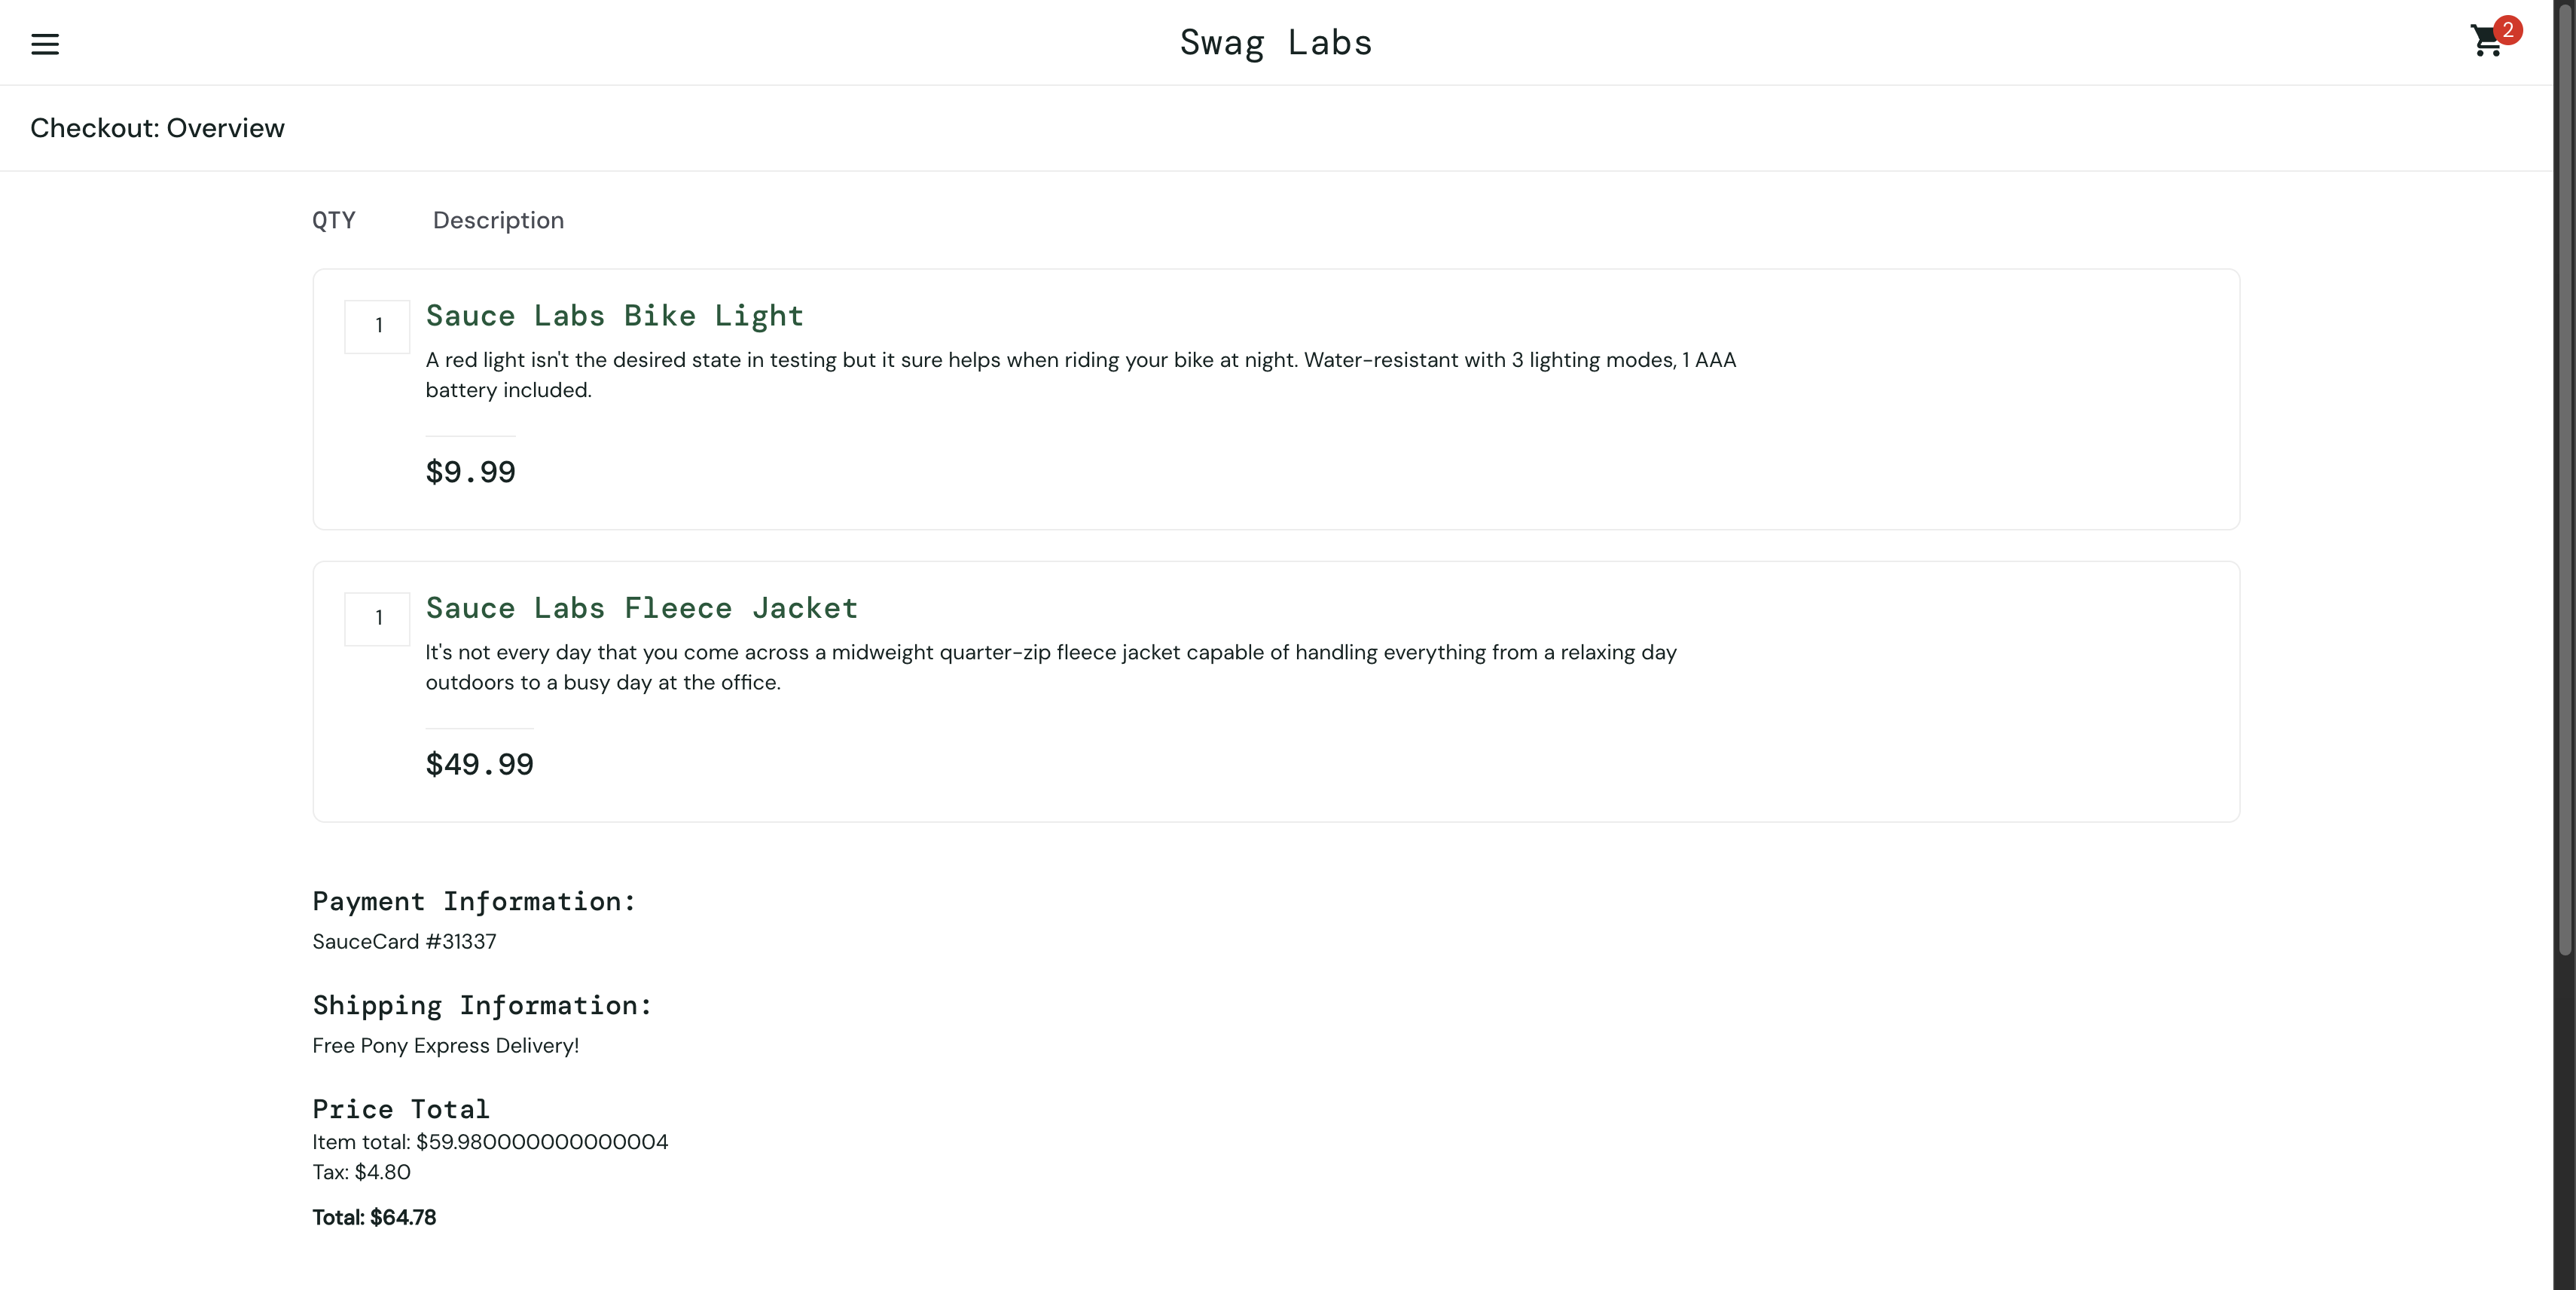 Swag Labs
2
Checkout: Overview
QTY Description
1
Sauce Labs Bike Light
A red light isn't the desired state in testing but it sure helps when riding your bike at night. Water-resistant with 3 lighting modes, 1 AAA
battery included.
$9.99
1
Sauce Labs Fleece Jacket
It's not every day that you come across a midweight quarter-zip fleece jacket capable of handling everything from a relaxing day
outdoors to a busy day at the office.
$49.99
Payment Information:
SauceCard #31337
Shipping Information:
Free Pony Express Delivery!
Price Total
Item total: $59.980000000000004
Tax: $4.80
Total: $64.78